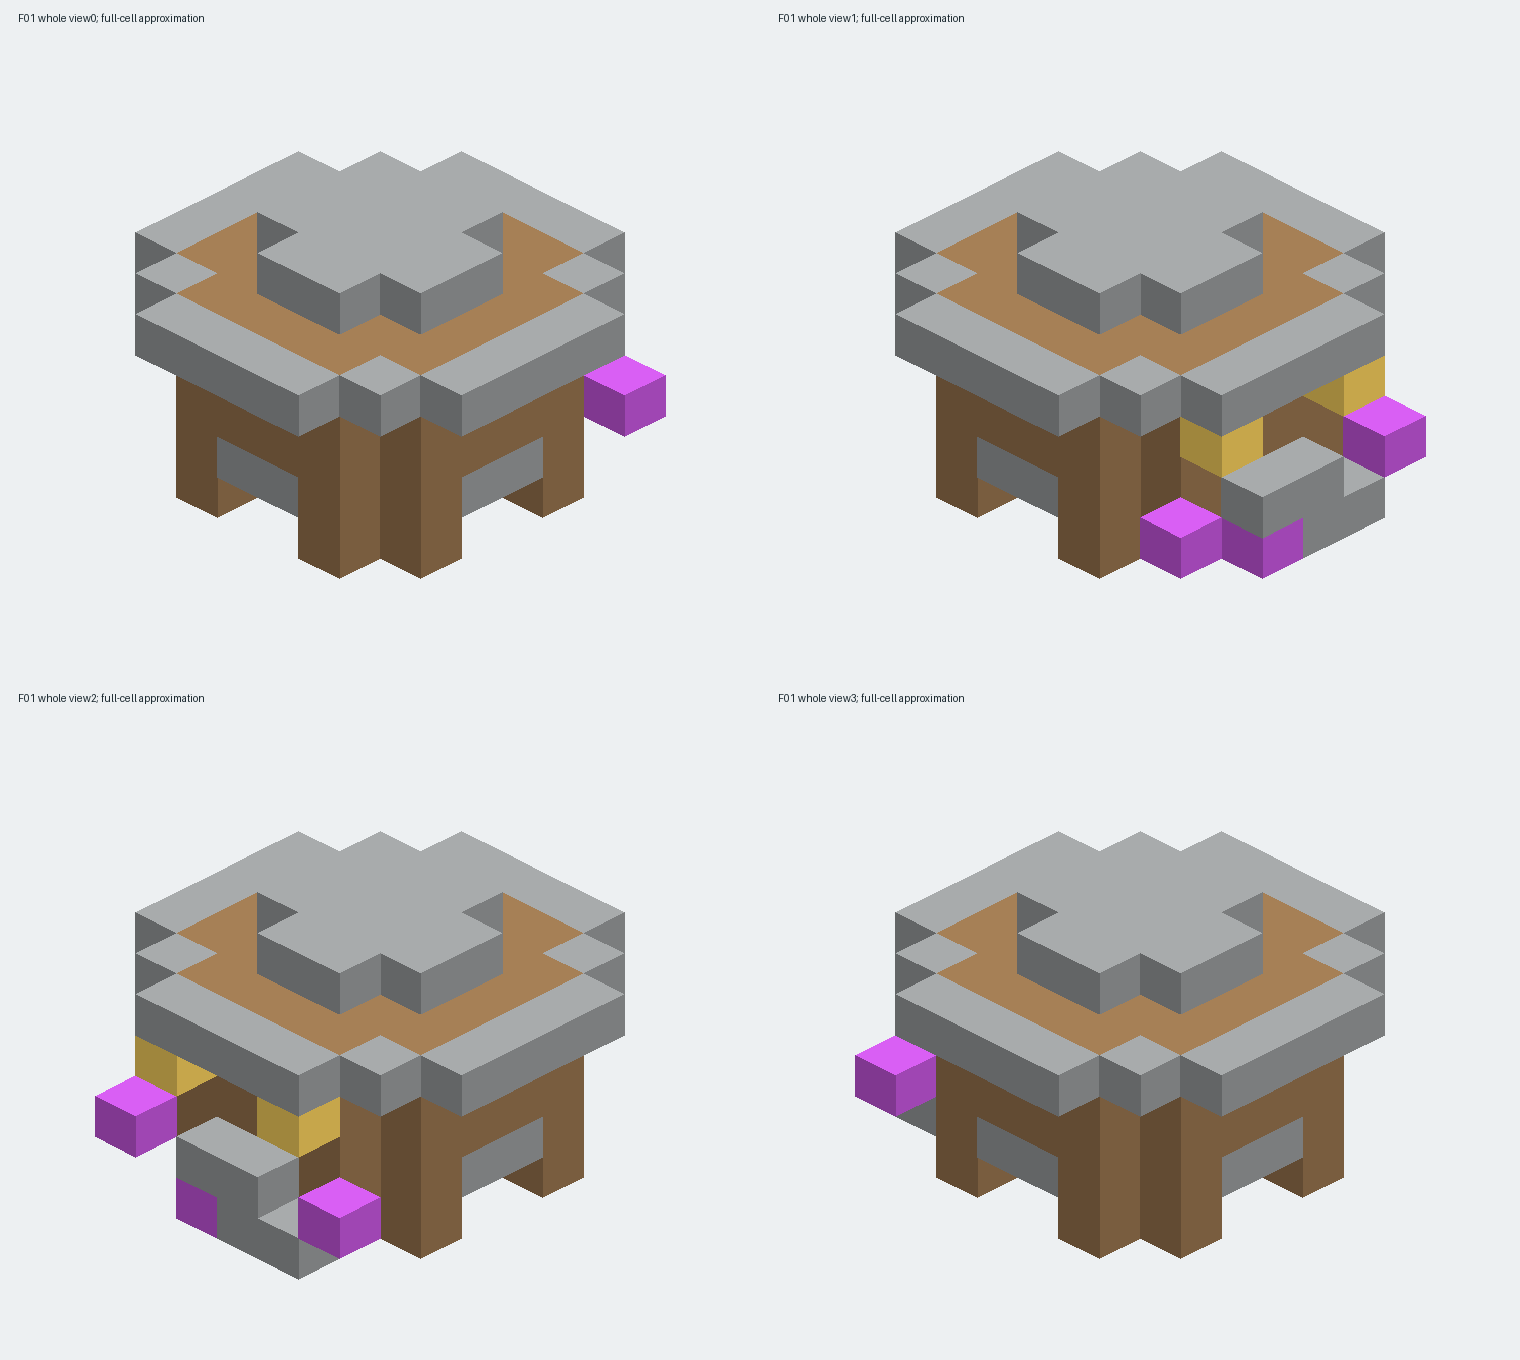 F01 whole view0; full-cell approximation
F01 whole view1; full-cell approximation
F01 whole view2; full-cell approximation
F01 whole view3; full-cell approximation